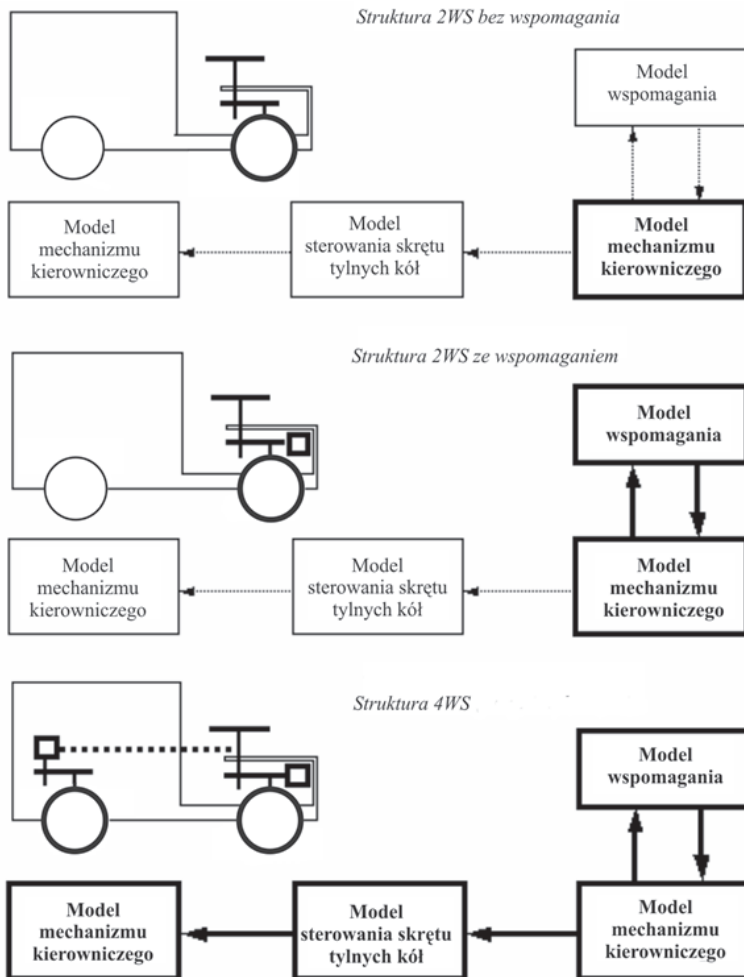 Struktura 2WS bez wspomagania
Model
wspomagania
Model
mechanizmu
kierowniczego
Model
sterowania skrętu
tylnych kół
Model
mechanizmu
kierowniczego
Struktura 2WS ze wspomaganiem
Model
wspomagania
Model
mechanizmu
kierowniczego
Model
sterowania skrętu
tylnych kół
Model
mechanizmu
kierowniczego
Struktura 4WS
Model
wspomagania
Model
mechanizmu
kierowniczego
Model
sterowania skrętu
tylnych kół
Model
mechanizmu
kierowniczego